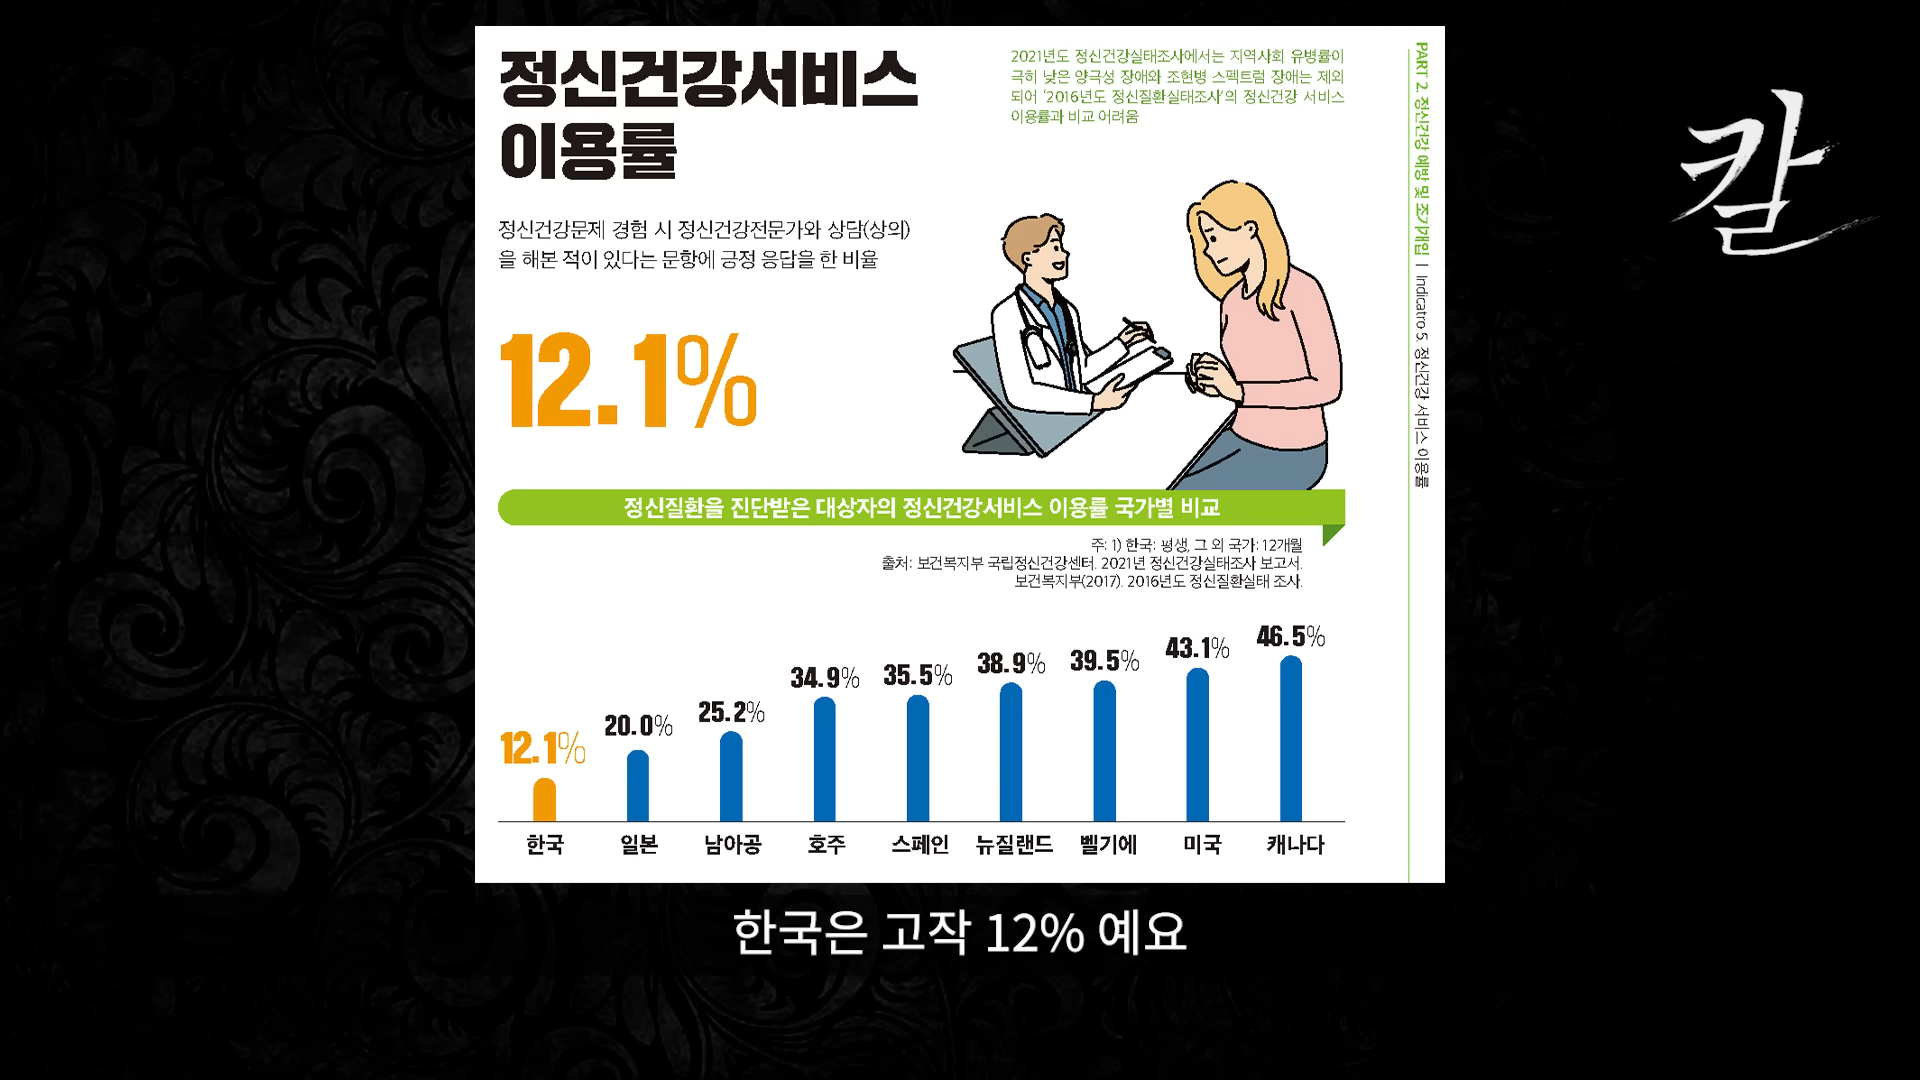 정신건강서비스
이용률
2021년도 정신건강실태조사에서는 지역사회 유병률이
극히 낮은 양극성 장애와 조현병 스펙트럼 장애는 제외
되어 '2016년도 정신질환실태조사'의 정신건강 서비스
이용률과 비교 어려움
PART 2. 정신건강 예방 및 조기개입 | Indicatro 5. 정신건강 서비스 이용률
칼
정신건강문제 경험 시 정신건강전문가와 상담(상의)
을 해본 적이 있다는 문항에 긍정 응답을 한 비율
12.1%
정신질환을 진단받은 대상자의 정신건강서비스 이용률 국가별 비교
주: 1) 한국: 평생, 그 외 국가: 12개월
출처: 보건복지부 국립정신건강센터. 2021년 정신건강실태조사 보고서.
보건복지부(2017). 2016년도 정신질환실태 조사.
12.1% 20.0% 25.2% 34.9% 35.5% 38.9% 39.5% 43.1% 46.5%
한국 일본 남아공 호주 스페인 뉴질랜드 벨기에 미국 캐나다
한국은 고작 12% 예요